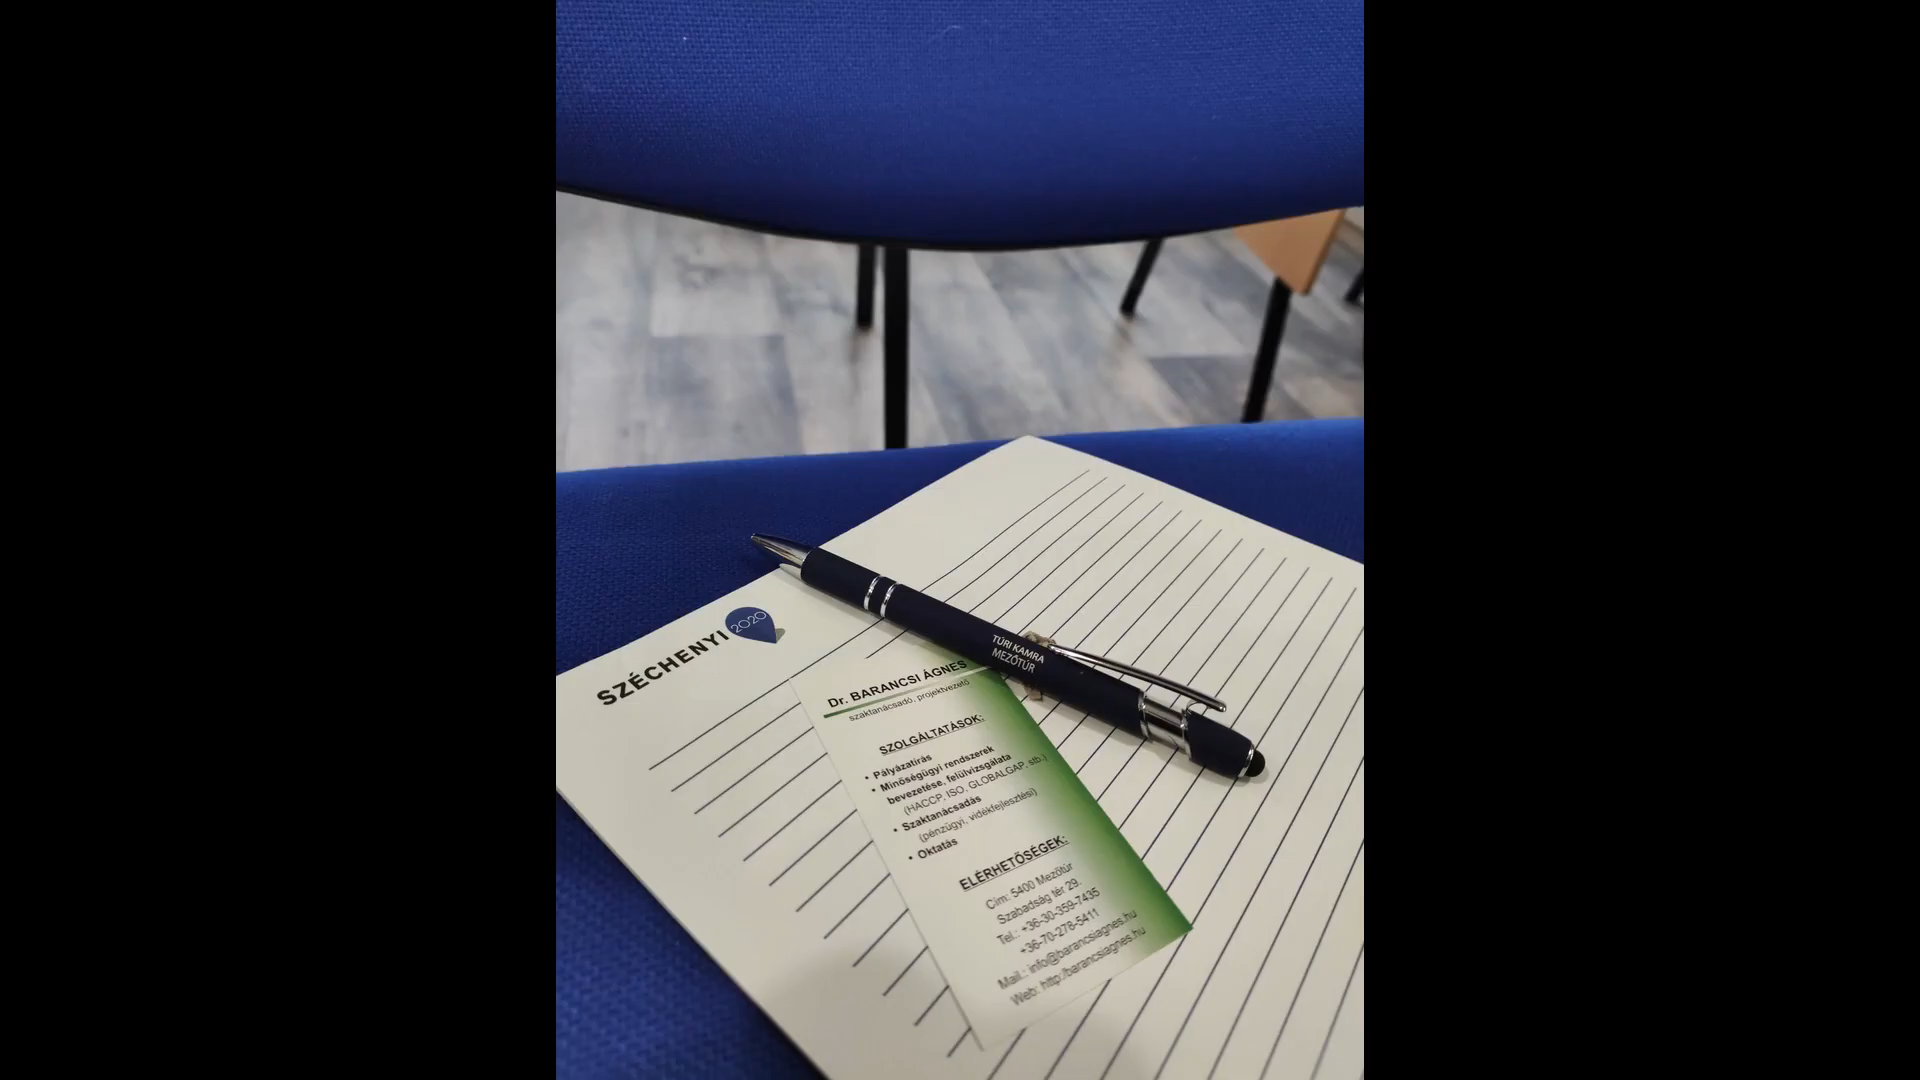 SZÉCHENYI 2020
TÚRI KAMRA
MEZŐTÚR
Dr. BARANCSI ÁGNES
szaktanácsadó, projektvezető
SZOLGÁLTATÁSOK:
• Pályázatírás
• Minőségügyi rendszerek
bevezetése, felülvizsgálata
(HACCP, ISO, GLOBALGAP, stb.)
• Szaktanácsadás
(pénzügyi, vidékfejlesztési)
• Oktatás
ELÉRHETŐSÉGEK:
Cím: 5400 Mezőtúr
Szabadság tér 29.
Tel.: +36-30-359-7435
+36-70-278-5411
Mail.: info@barancsiagnes.hu
Web: http:/barancsiagnes.hu